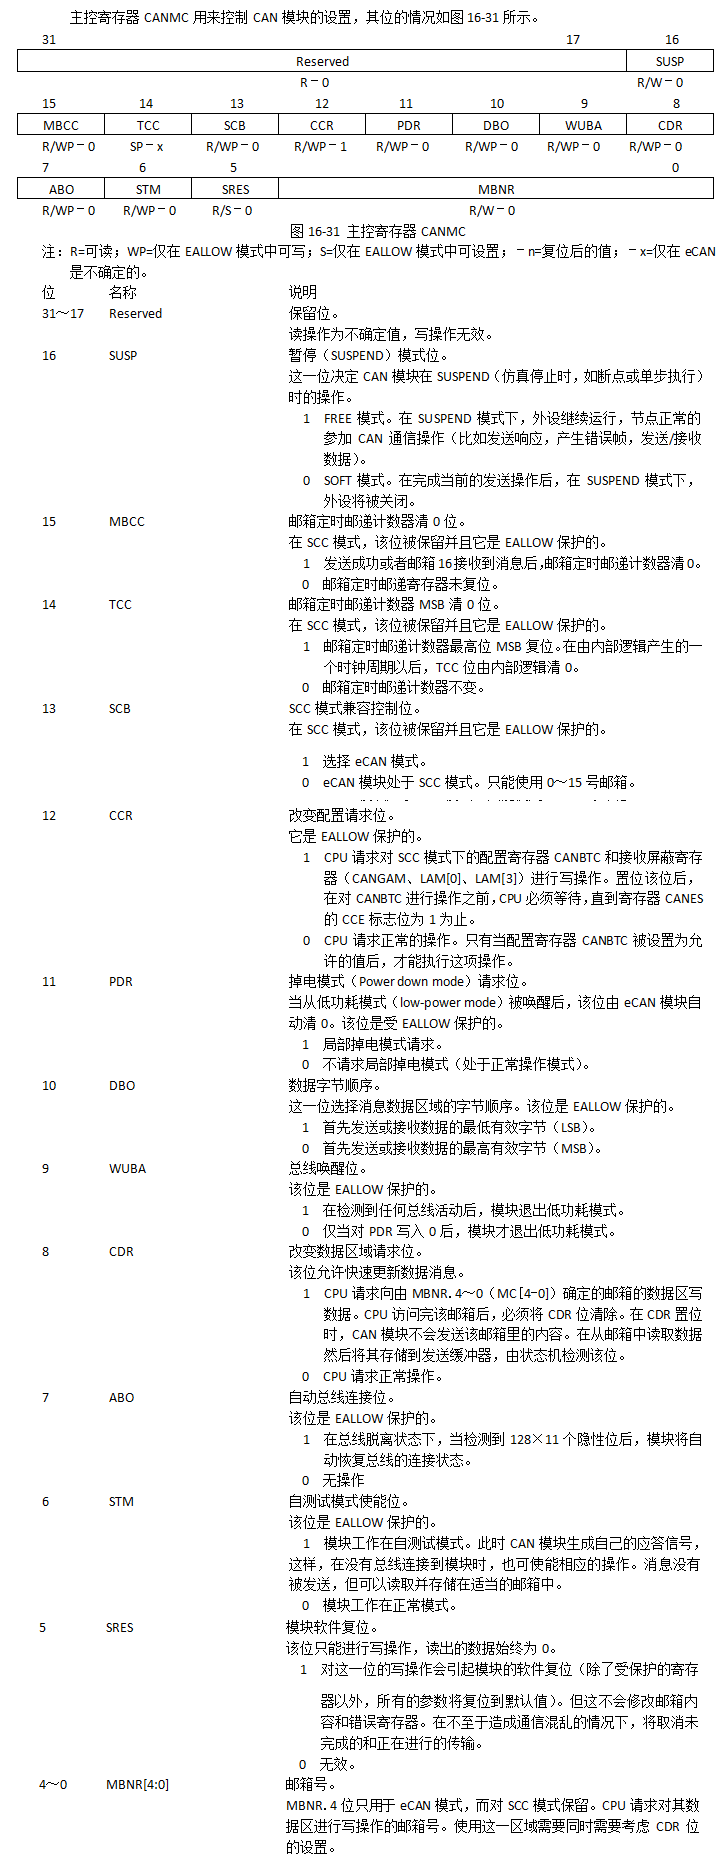 主控寄存器 CANMC 用来控制 CAN 模块的设置，其位的情况如图 16-31 所示。
31 17 16
Reserved SUSP
R－0 R/W－0
15 14 13 12 11 10 9 8
MBCC TCC SCB CCR PDR DBO WUBA CDR
R/WP－0 SP－x R/WP－0 R/WP－1 R/WP－0 R/WP－0 R/WP－0 R/WP－0
7 6 5 0
ABO STM SRES MBNR
R/WP－0 R/WP－0 R/S－0 R/W－0
图 16-31 主控寄存器 CANMC
注：R=可读；WP=仅在 EALLOW 模式中可写；S=仅在 EALLOW 模式中可设置；－n=复位后的值；－x=仅在 eCAN
是不确定的。
位 名称 说明
31～17 Reserved 保留位。
读操作为不确定值，写操作无效。
16 SUSP 暂停（SUSPEND）模式位。
这一位决定 CAN 模块在 SUSPEND（仿真停止时，如断点或单步执行）
时的操作。
1 FREE 模式。在 SUSPEND 模式下，外设继续运行，节点正常的
参加 CAN 通信操作（比如发送响应，产生错误帧，发送/接收
数据）。
0 SOFT 模式。在完成当前的发送操作后，在 SUSPEND 模式下，
外设将被关闭。
15 MBCC 邮箱定时邮递计数器清 0 位。
在 SCC 模式，该位被保留并且它是 EALLOW 保护的。
1 发送成功或者邮箱 16 接收到消息后，邮箱定时邮递计数器清 0。
0 邮箱定时邮递寄存器未复位。
14 TCC 邮箱定时邮递计数器 MSB 清 0 位。
在 SCC 模式，该位被保留并且它是 EALLOW 保护的。
1 邮箱定时邮递计数器最高位 MSB 复位。在由内部逻辑产生的一
个时钟周期以后，TCC 位由内部逻辑清 0。
0 邮箱定时邮递计数器不变。
13 SCB SCC 模式兼容控制位。
在 SCC 模式，该位被保留并且它是 EALLOW 保护的。
1 选择 eCAN 模式。
0 eCAN 模块处于 SCC 模式。只能使用 0～15 号邮箱。
12 CCR 改变配置请求位。
它是 EALLOW 保护的。
1 CPU 请求对 SCC 模式下的配置寄存器 CANBTC 和接收屏蔽寄存
器（CANGAM、LAM[0]、LAM[3]）进行写操作。置位该位后，
在对 CANBTC 进行操作之前，CPU 必须等待，直到寄存器 CANES
的 CCE 标志位为 1 为止。
0 CPU 请求正常的操作。只有当配置寄存器 CANBTC 被设置为允
许的值后，才能执行这项操作。
11 PDR 掉电模式（Power down mode）请求位。
当从低功耗模式（low-power mode）被唤醒后，该位由 eCAN 模块自
动清 0。该位是受 EALLOW 保护的。
1 局部掉电模式请求。
0 不请求局部掉电模式（处于正常操作模式）。
10 DBO 数据字节顺序。
这一位选择消息数据区域的字节顺序。该位是 EALLOW 保护的。
1 首先发送或接收数据的最低有效字节（LSB）。
0 首先发送或接收数据的最高有效字节（MSB）。
9 WUBA 总线唤醒位。
该位是 EALLOW 保护的。
1 在检测到任何总线活动后，模块退出低功耗模式。
0 仅当对 PDR 写入 0 后，模块才退出低功耗模式。
8 CDR 改变数据区域请求位。
该位允许快速更新数据消息。
1 CPU 请求向由 MBNR.4～0（MC[4-0]）确定的邮箱的数据区写
数据。CPU 访问完该邮箱后，必须将 CDR 位清除。在 CDR 置位
时，CAN 模块不会发送该邮箱里的内容。在从邮箱中读取数据
然后将其存储到发送缓冲器，由状态机检测该位。
0 CPU 请求正常操作。
7 ABO 自动总线连接位。
该位是 EALLOW 保护的。
1 在总线脱离状态下，当检测到 128×11 个隐性位后，模块将自
动恢复总线的连接状态。
0 无操作
6 STM 自测试模式使能位。
该位是 EALLOW 保护的。
1 模块工作在自测试模式。此时 CAN 模块生成自己的应答信号，
这样，在没有总线连接到模块时，也可使能相应的操作。消息没有
被发送，但可以读取并存储在适当的邮箱中。
0 模块工作在正常模式。
5 SRES 模块软件复位。
该位只能进行写操作，读出的数据始终为 0。
1 对这一位的写操作会引起模块的软件复位（除了受保护的寄存
器以外，所有的参数将复位到默认值）。但这不会修改邮箱内
容和错误寄存器。在不至于造成通信混乱的情况下，将取消未
完成的和正在进行的传输。
0 无效。
4～0 MBNR[4:0] 邮箱号。
MBNR.4 位只用于 eCAN 模式，而对 SCC 模式保留。CPU 请求对其数
据区进行写操作的邮箱号。使用这一区域需要同时需要考虑 CDR 位
的设置。